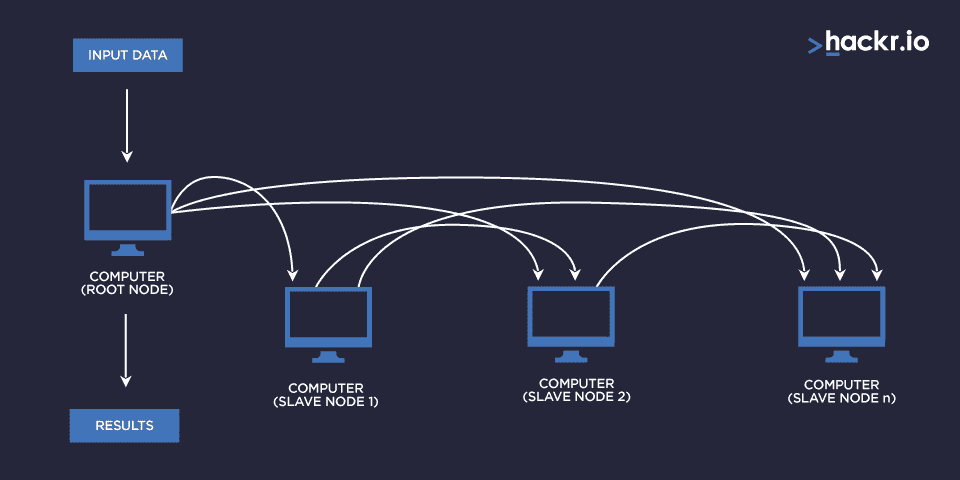 INPUT DATA
>hackr.io
COMPUTER
(ROOT NODE)
COMPUTER
(SLAVE NODE 1)
COMPUTER
(SLAVE NODE 2)
COMPUTER
(SLAVE NODE n)
RESULTS